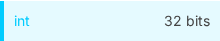 int 32 bits